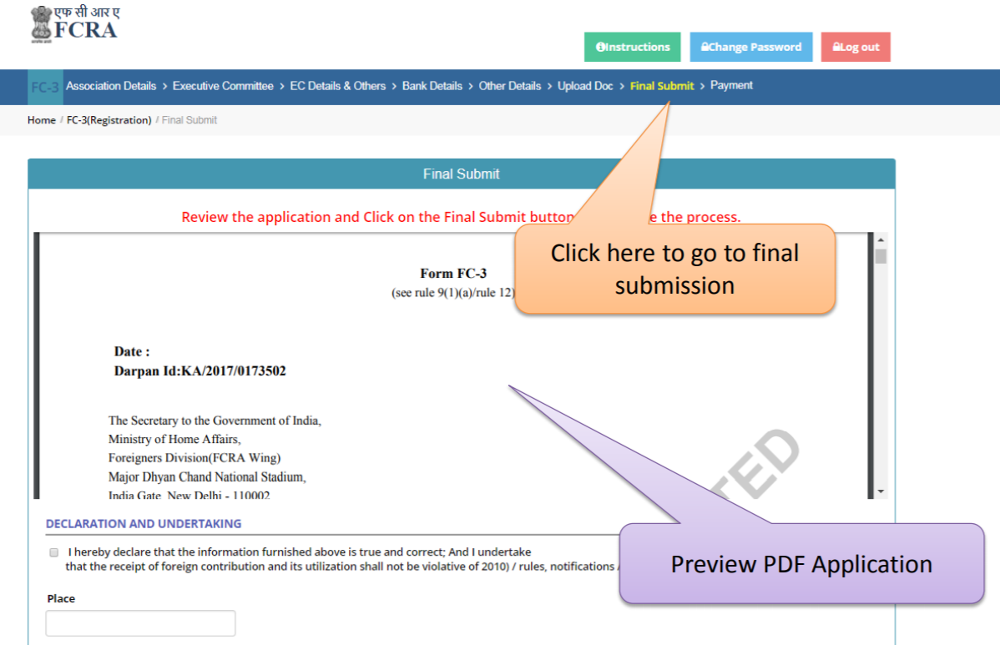 एफ सी आर ए
FCRA
Instructions
Change Password
Log out
FC-3 Association Details > Executive Committee > EC Details & Others > Bank Details > Other Details > Upload Doc > Final Submit > Payment
Home / FC-3(Registration) / Final Submit
Final Submit
Review the application and Click on the Final Submit button e the process.
Click here to go to final
submission
Form FC-3
(see rule 9(1)(a)/rule 12)
Date :
Darpan Id:KA/2017/0173502
The Secretary to the Government of India,
Ministry of Home Affairs,
Foreigners Division(FCRA Wing)
Major Dhyan Chand National Stadium,
India Gate, New Delhi - 110002
TED
DECLARATION AND UNDERTAKING
I hereby declare that the information furnished above is true and correct; And I undertake
that the receipt of foreign contribution and its utilization shall not be violative of 2010) / rules, notifications /
Preview PDF Application
Place